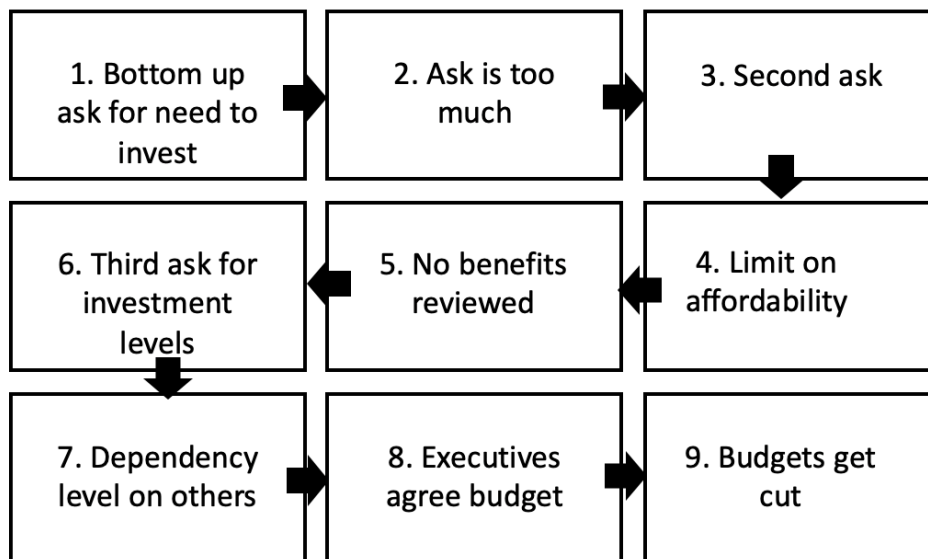 1. Bottom up
ask for need to
invest
2. Ask is too
much
3. Second ask
4. Limit on
affordability
5. No benefits
reviewed
6. Third ask for
investment
levels
7. Dependency
level on others
8. Executives
agree budget
9. Budgets get
cut